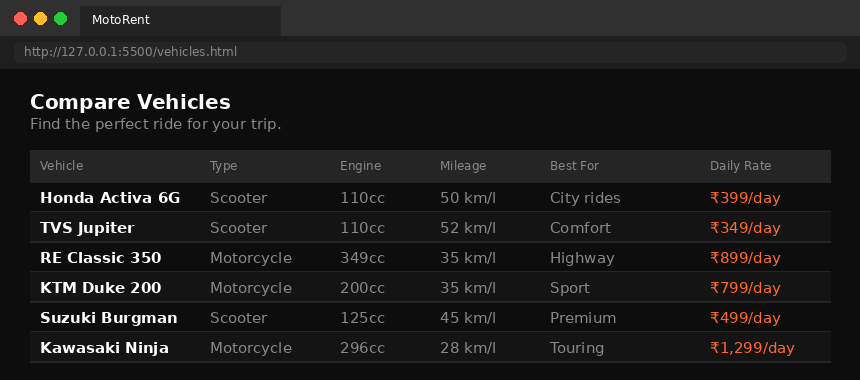 MotoRent
http://127.0.0.1:5500/vehicles.html
Compare Vehicles
Find the perfect ride for your trip.
Vehicle Type Engine Mileage Best For Daily Rate
Honda Activa 6G Scooter 110cc 50 km/l City rides ₹399/day
TVS Jupiter Scooter 110cc 52 km/l Comfort ₹349/day
RE Classic 350 Motorcycle 349cc 35 km/l Highway ₹899/day
KTM Duke 200 Motorcycle 200cc 35 km/l Sport ₹799/day
Suzuki Burgman Scooter 125cc 45 km/l Premium ₹499/day
Kawasaki Ninja Motorcycle 296cc 28 km/l Touring ₹1,299/day